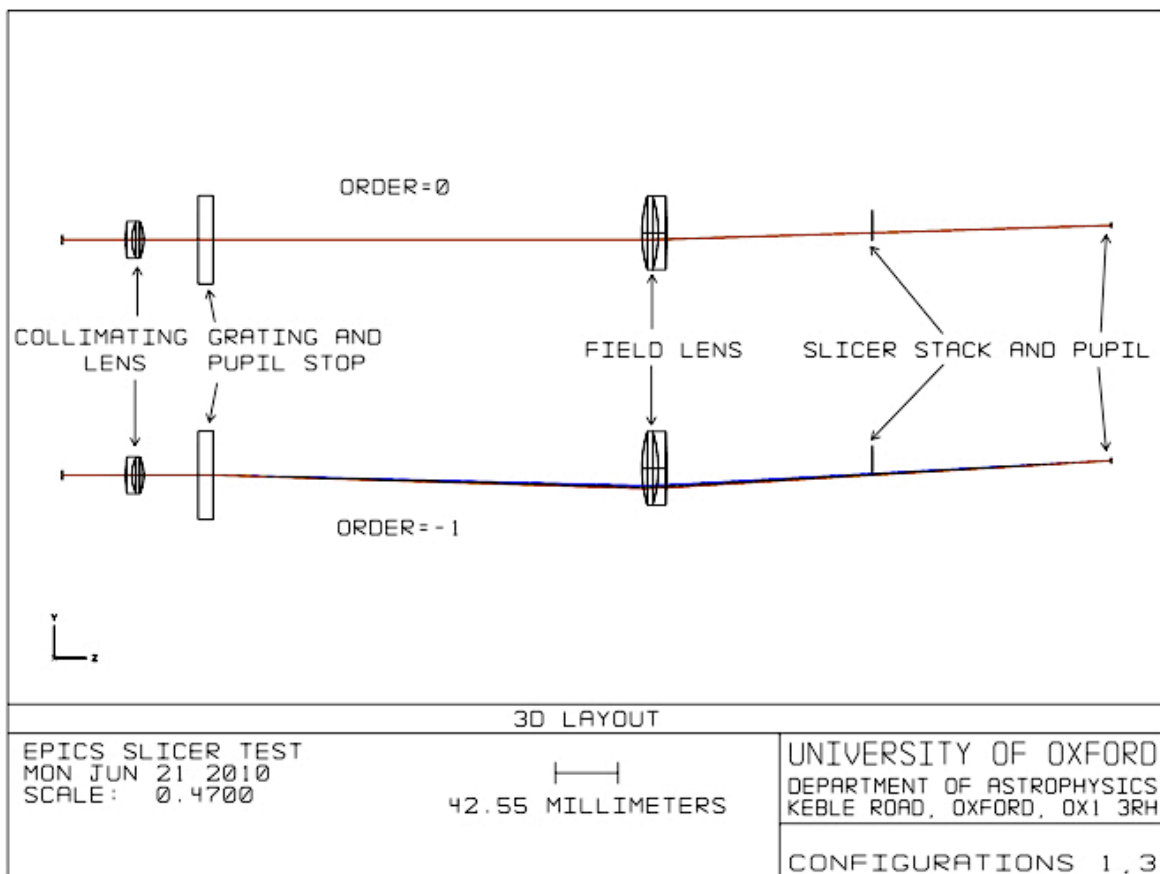 ORDER=0
COLLIMATING
LENS
GRATING AND
PUPIL STOP
FIELD LENS
SLICER STACK AND PUPIL
ORDER=-1
Y
Z
3D LAYOUT
EPICS SLICER TEST
MON JUN 21 2010
SCALE: 0.4700
42.55 MILLIMETERS
UNIVERSITY OF OXFORD
DEPARTMENT OF ASTROPHYSICS
KEBLE ROAD, OXFORD, OX1 3RH
CONFIGURATIONS 1,3